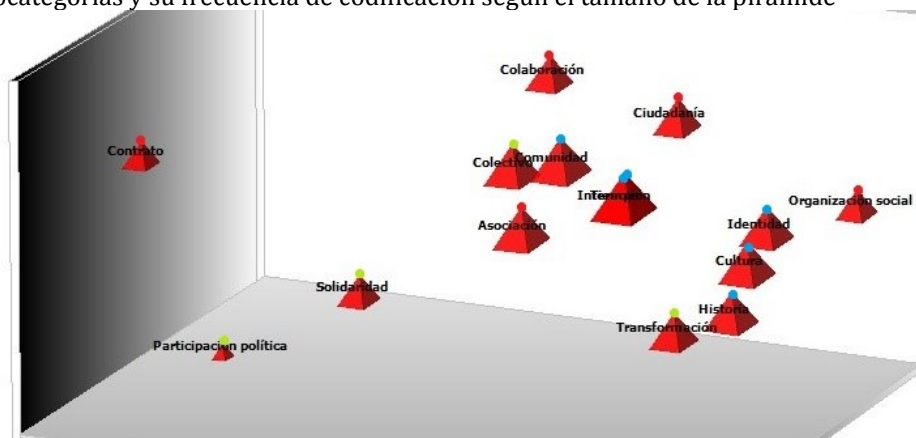 ocategorías y su frecuencia de codificación según el tamaño de la pirámide
Colaboración
Ciudadanía
Contrato
Colectivo
Comunidad
Organización social
Asociación
Identidad
Cultura
Solidaridad
Historia
Transformación
Participación política